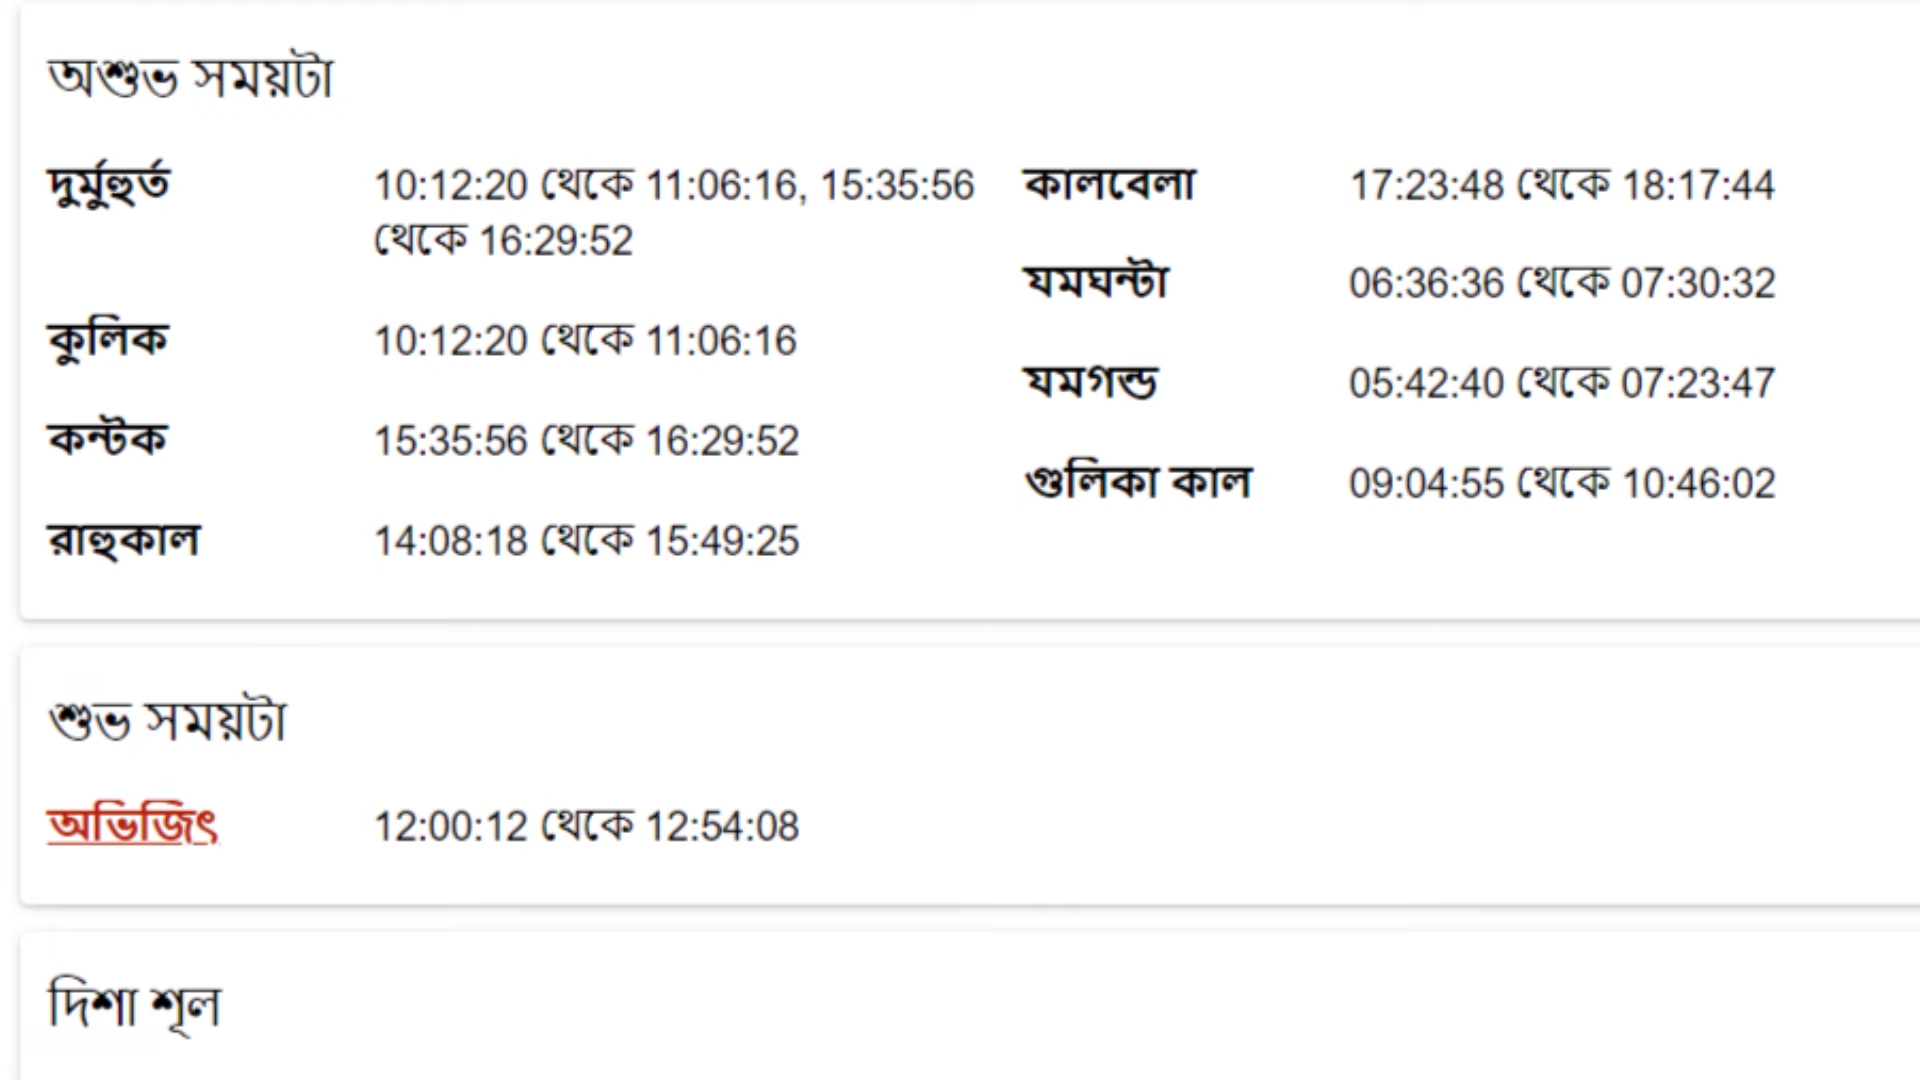 অশুভ সময়টা
দুর্মুহুর্ত 10:12:20 থেকে 11:06:16, 15:35:56
থেকে 16:29:52
কুলিক 10:12:20 থেকে 11:06:16
কন্টক 15:35:56 থেকে 16:29:52
রাহুকাল 14:08:18 থেকে 15:49:25
কালবেলা 17:23:48 থেকে 18:17:44
যমঘন্টা 06:36:36 থেকে 07:30:32
যমগন্ড 05:42:40 থেকে 07:23:47
গুলিকা কাল 09:04:55 থেকে 10:46:02
শুভ সময়টা
অভিজিৎ 12:00:12 থেকে 12:54:08
দিশা শূল